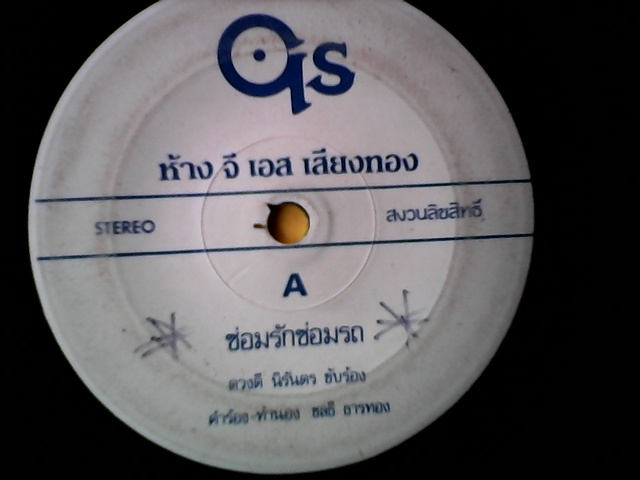 GS
ห้าง จี เอส เสียงทอง
STEREO
สงวนลิขสิทธิ์
A
ซ่อมรักซ่อมรถ
ดวงดี นิรันดร ขับร้อง
คำร้อง-ทำนอง ชลธี ธารทอง